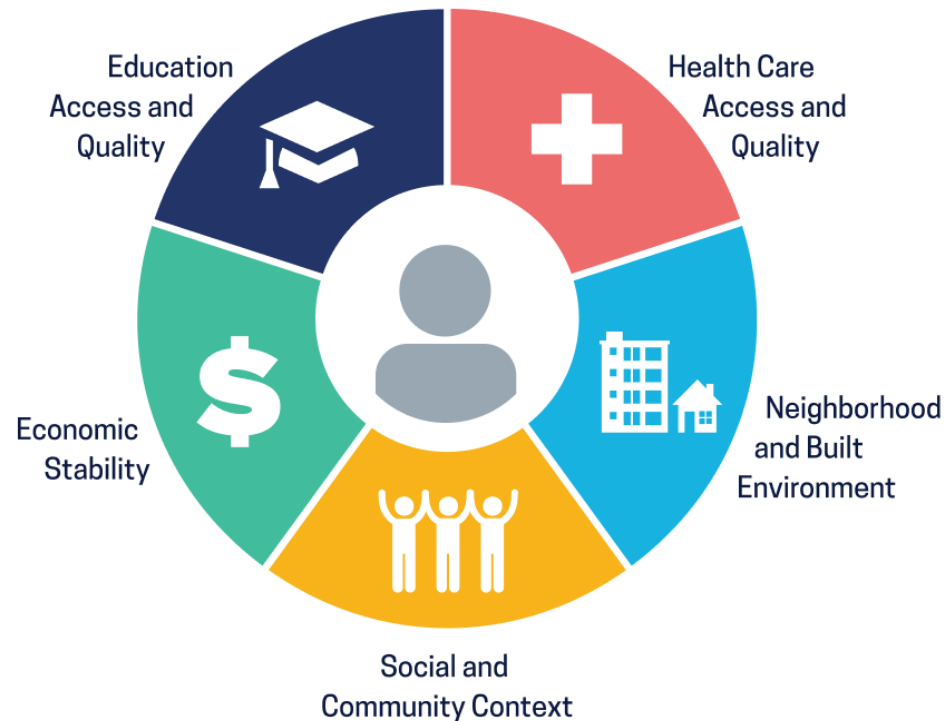 Education
Access and
Quality
Health Care
Access and
Quality
Economic
Stability
Neighborhood
and Built
Environment
Social and
Community Context